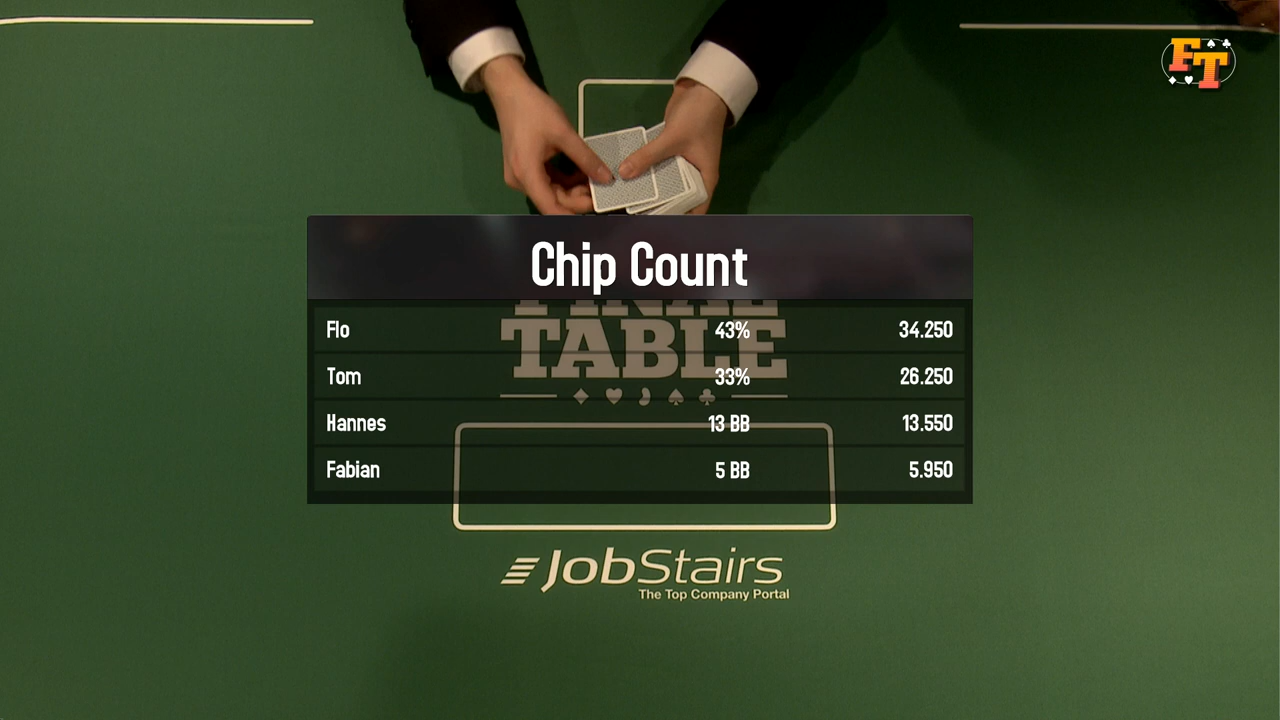 FT
Chip Count
FINAL
TABLE
Flo 43% 34.250
Tom 33% 26.250
Hannes 13 BB 13.550
Fabian 5 BB 5.950
JobStairs
The Top Company Portal